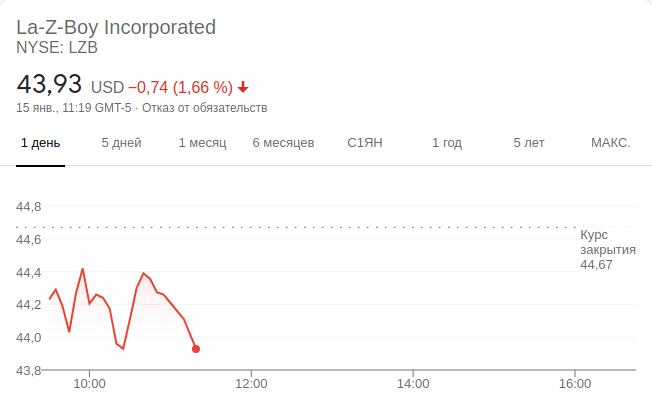 La-Z-Boy Incorporated
NYSE: LZB
43,93 USD −0,74 (1,66 %)
15 янв., 11:19 GMT-5 · Отказ от обязательств
1 день 5 дней 1 месяц 6 месяцев С1ЯН 1 год 5 лет МАКС.
44,8
44,6
44,4
44,2
44,0
43,8
Курс
закрытия
44,67
10:00 12:00 14:00 16:00